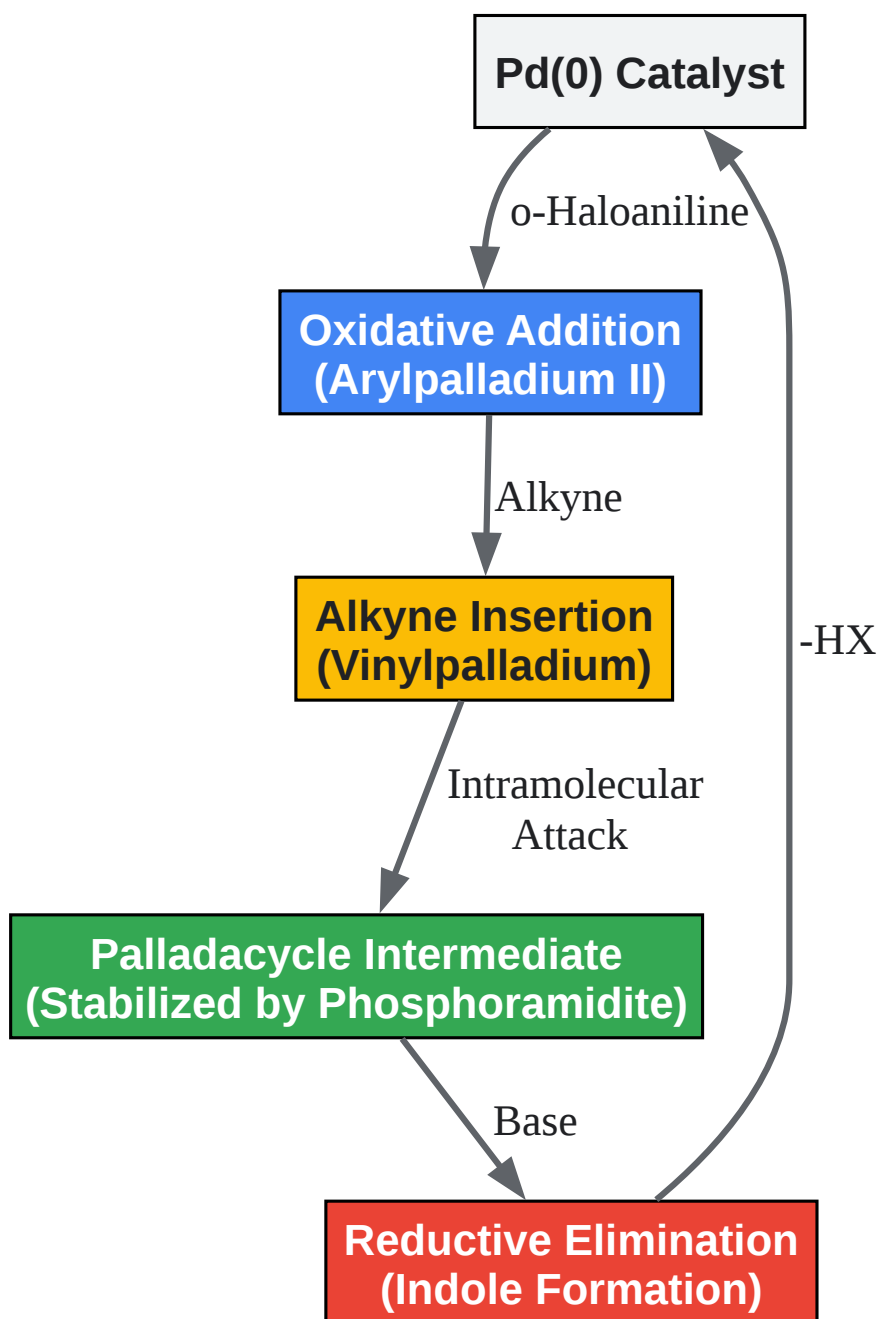 Pd(0) Catalyst
o-Haloaniline
Oxidative Addition
(Arylpalladium II)
Alkyne
Alkyne Insertion
(Vinylpalladium)
-HX
Intramolecular
Attack
Palladacycle Intermediate
(Stabilized by Phosphoramidite)
Base
Reductive Elimination
(Indole Formation)